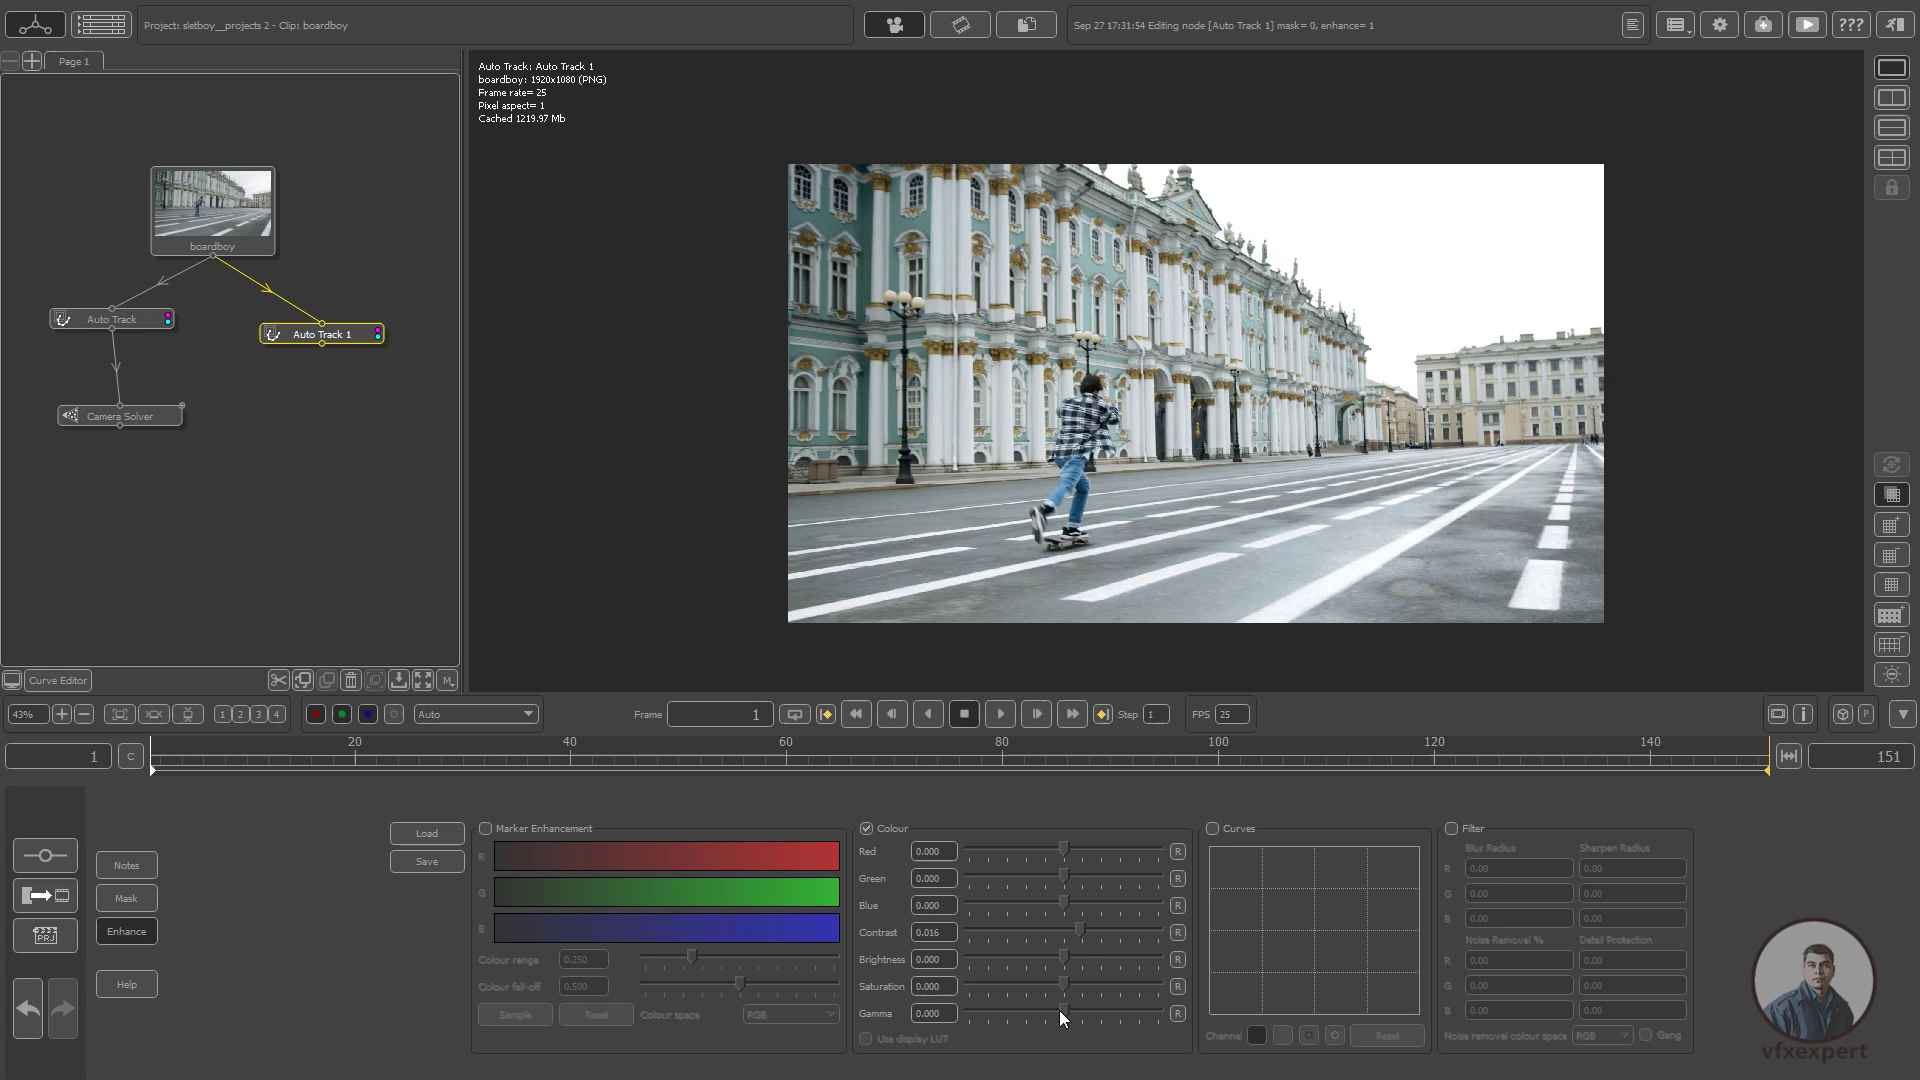 Project: sletboy__projects 2 - Clip: boardboy
Sep 27 17:31:54 Editing node [Auto Track 1] mask= 0, enhance= 1
???
Page 1
Auto Track: Auto Track 1
boardboy: 1920x1080 (PNG)
Frame rate= 25
Pixel aspect= 1
Cached 1219.97 Mb
boardboy
Auto Track
Auto Track 1
Camera Solver
Curve Editor
M
43%
1 2 3 4
Auto
Frame 1
Step 1
FPS 25
P
1 C
20 40 60 80 100 120 140
151
PRJ
Notes
Mask
Enhance
Help
Load
Save
Marker Enhancement
R
G
B
Colour range 0.250
Colour fall-off 0.500
Sample Reset Colour space RGB
Colour
Red 0.000 R
Green 0.000 R
Blue 0.000 R
Contrast 0.016 R
Brightness 0.000 R
Saturation 0.000 R
Gamma 0.000 R
Use display LUT
Curves
Channel Reset
Filter
Blur Radius Sharpen Radius
R 0.00 0.00
G 0.00 0.00
B 0.00 0.00
Noise Removal % Detail Protection
R 0.00 0.00
G 0.00 0.00
B 0.00 0.00
Noise removal colour space RGB Gang
vfxexpert